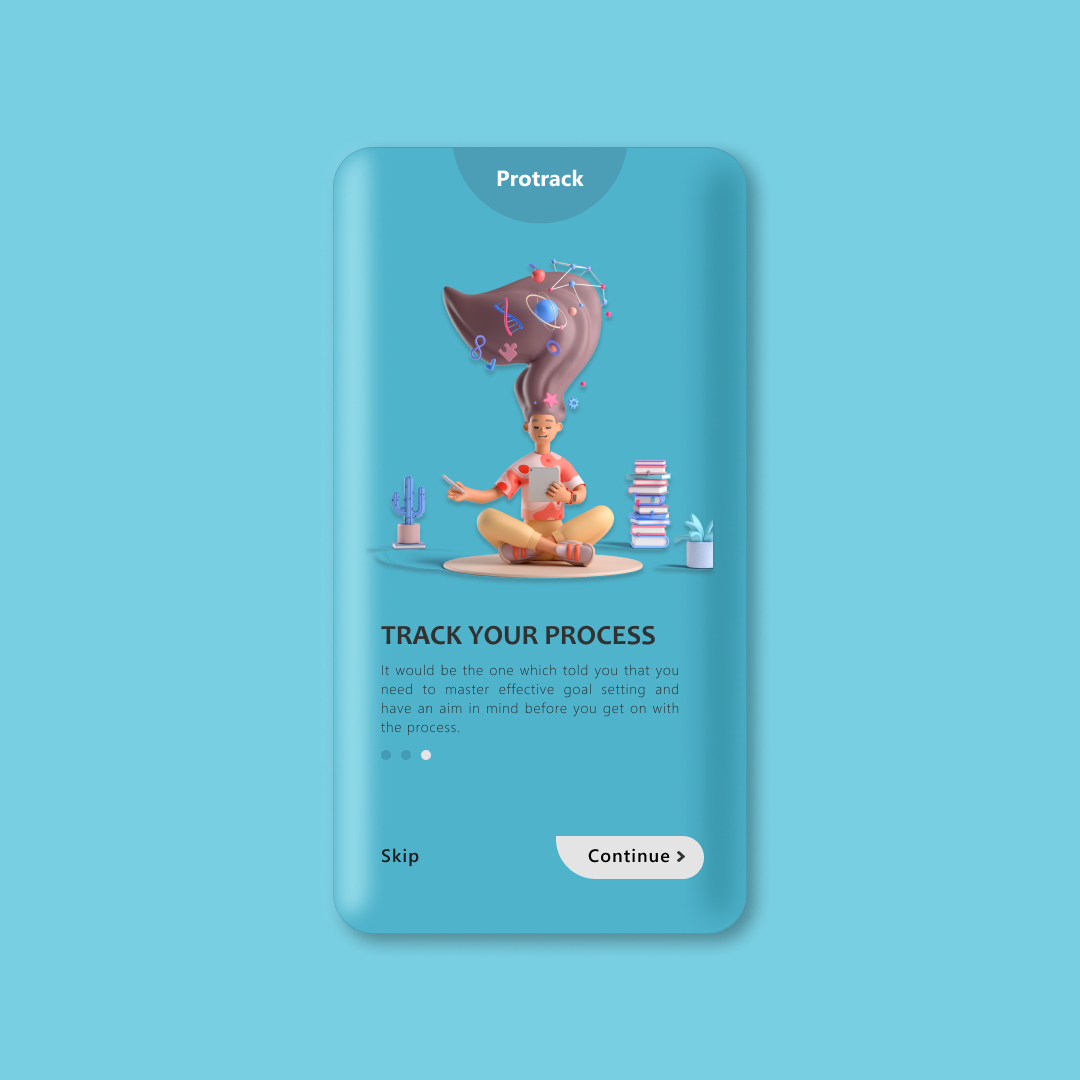 Protrack
TRACK YOUR PROCESS
It would be the one which told you that you
need to master effective goal setting and
have an aim in mind before you get on with
the process.
Skip
Continue